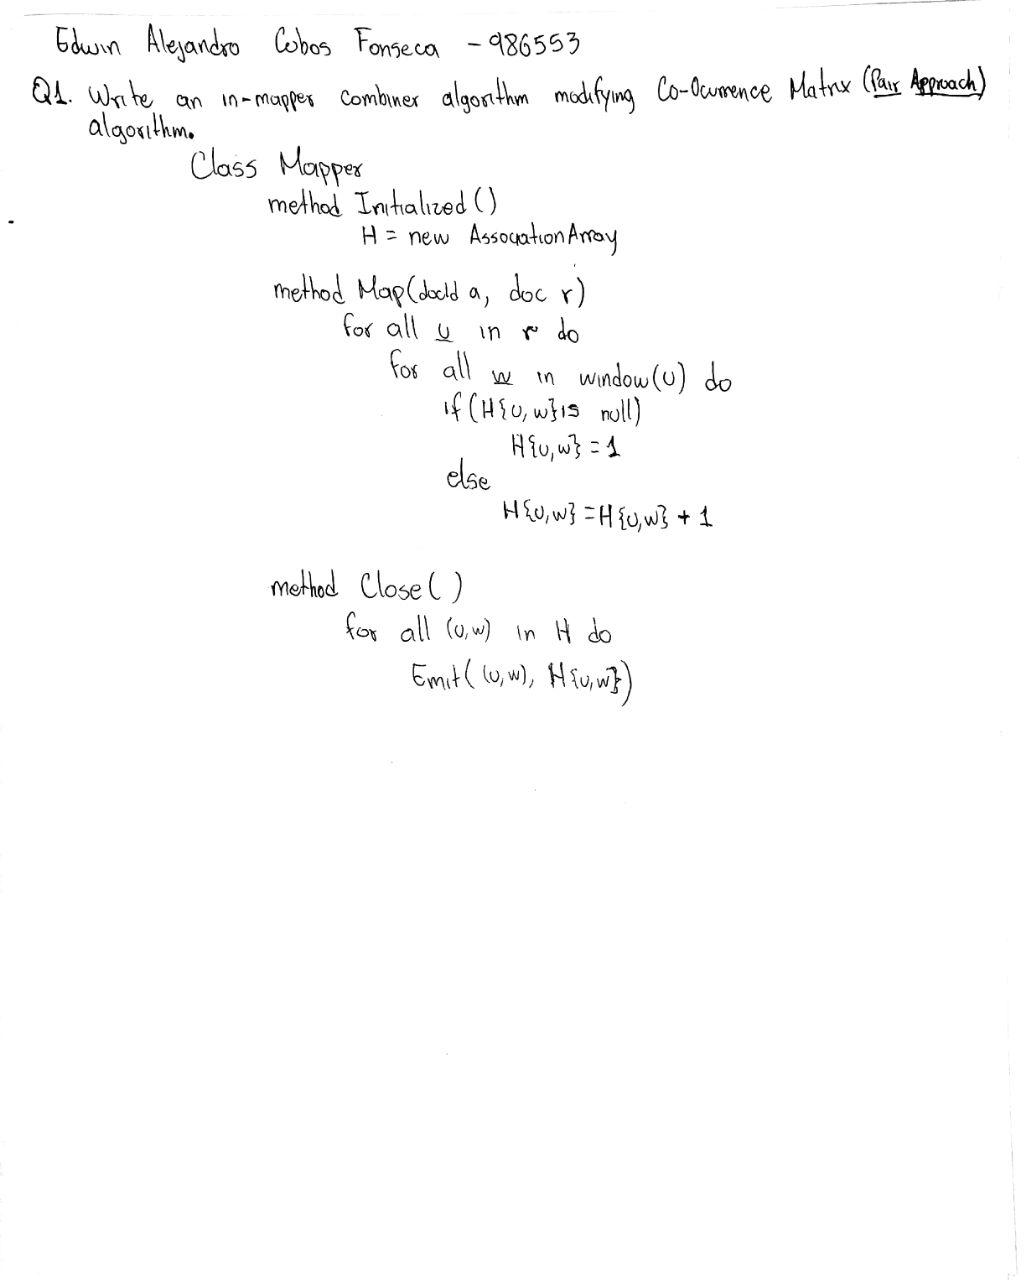 Edwin Alejandro Cobos Fonseca - 986553
Q1. Write an in-mapper combiner algorithm modifying Co-Ocurrence Matrix (Pair Approach)
algorithm.
Class Mapper
method Initialized ()
H = new AssociationArray
method Map(docId a, doc r)
for all u in r do
for all w in window(u) do
if (H{u, w} is null)
H{u,w} = 1
else
H{u,w} = H{u,w} + 1
method Close( )
for all (u,w) in H do
Emit( (u,w), H{u,w})